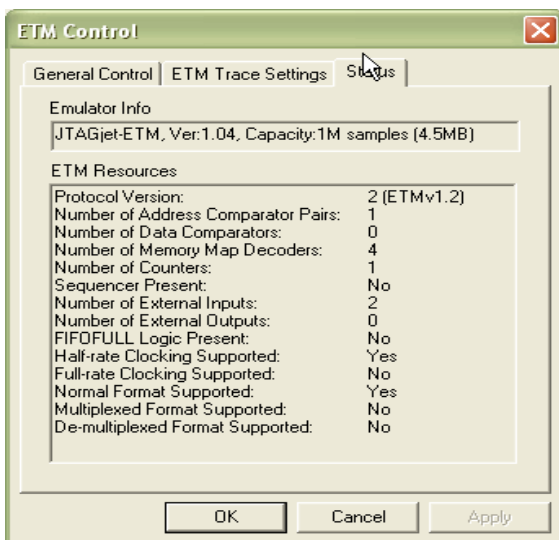 ETM Control
General Control ETM Trace Settings Status
Emulator Info
JTAGjet-ETM, Ver:1.04, Capacity:1M samples (4.5MB)
ETM Resources
Protocol Version: 2 (ETMv1.2)
Number of Address Comparator Pairs: 1
Number of Data Comparators: 0
Number of Memory Map Decoders: 4
Number of Counters: 1
Sequencer Present: No
Number of External Inputs: 2
Number of External Outputs: 0
FIFOFULL Logic Present: No
Half-rate Clocking Supported: Yes
Full-rate Clocking Supported: No
Normal Format Supported: Yes
Multiplexed Format Supported: No
De-multiplexed Format Supported: No
OK Cancel Apply